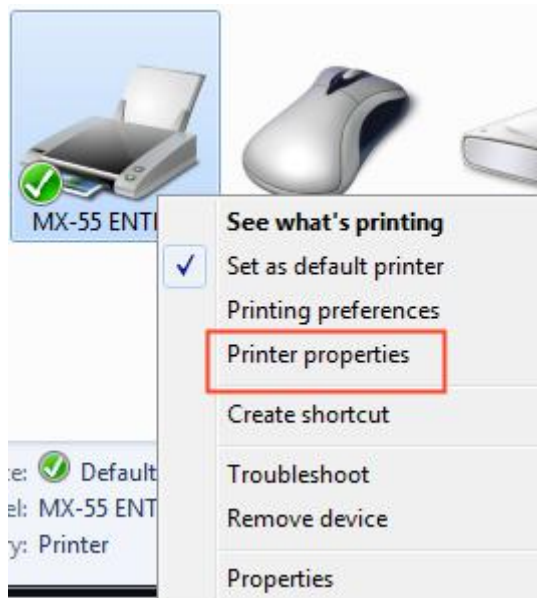 MX-55 ENT
See what's printing
Set as default printer
Printing preferences
Printer properties
Create shortcut
Troubleshoot
Remove device
Properties
e: Default
el: MX-55 ENT
y: Printer